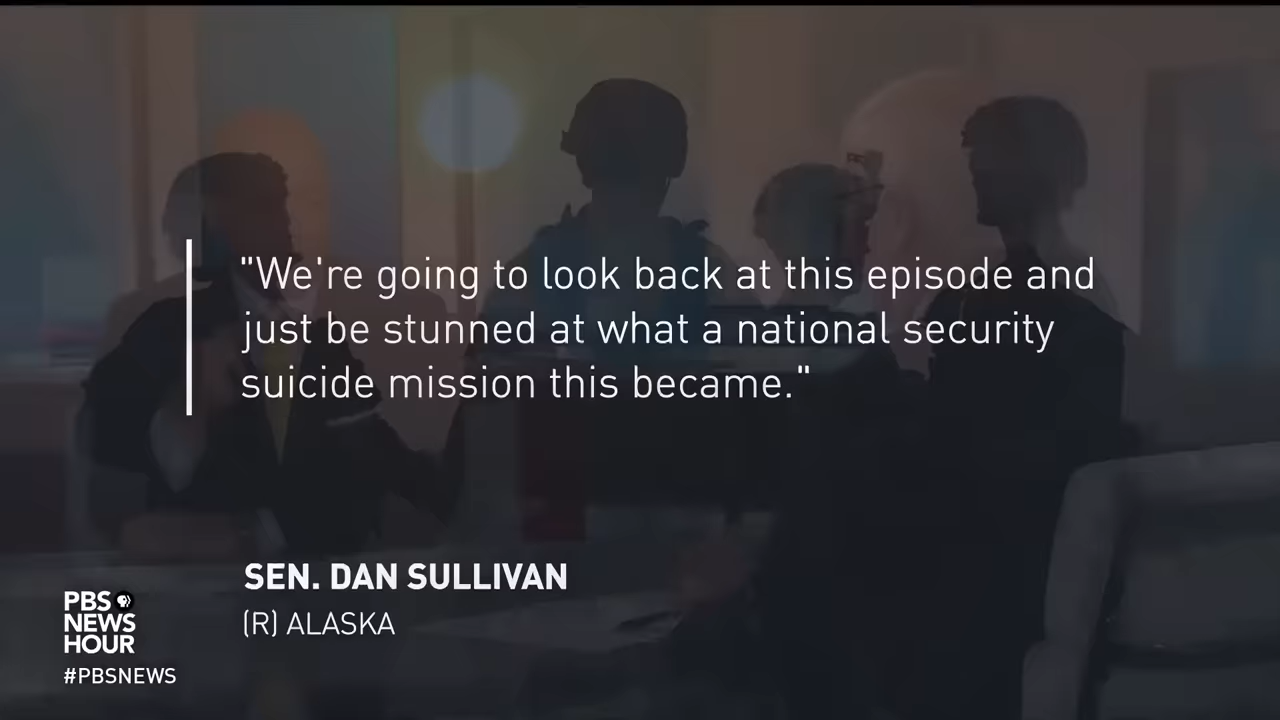 "We're going to look back at this episode and
just be stunned at what a national security
suicide mission this became."
SEN. DAN SULLIVAN
(R) ALASKA
PBS
NEWS
HOUR
#PBSNEWS